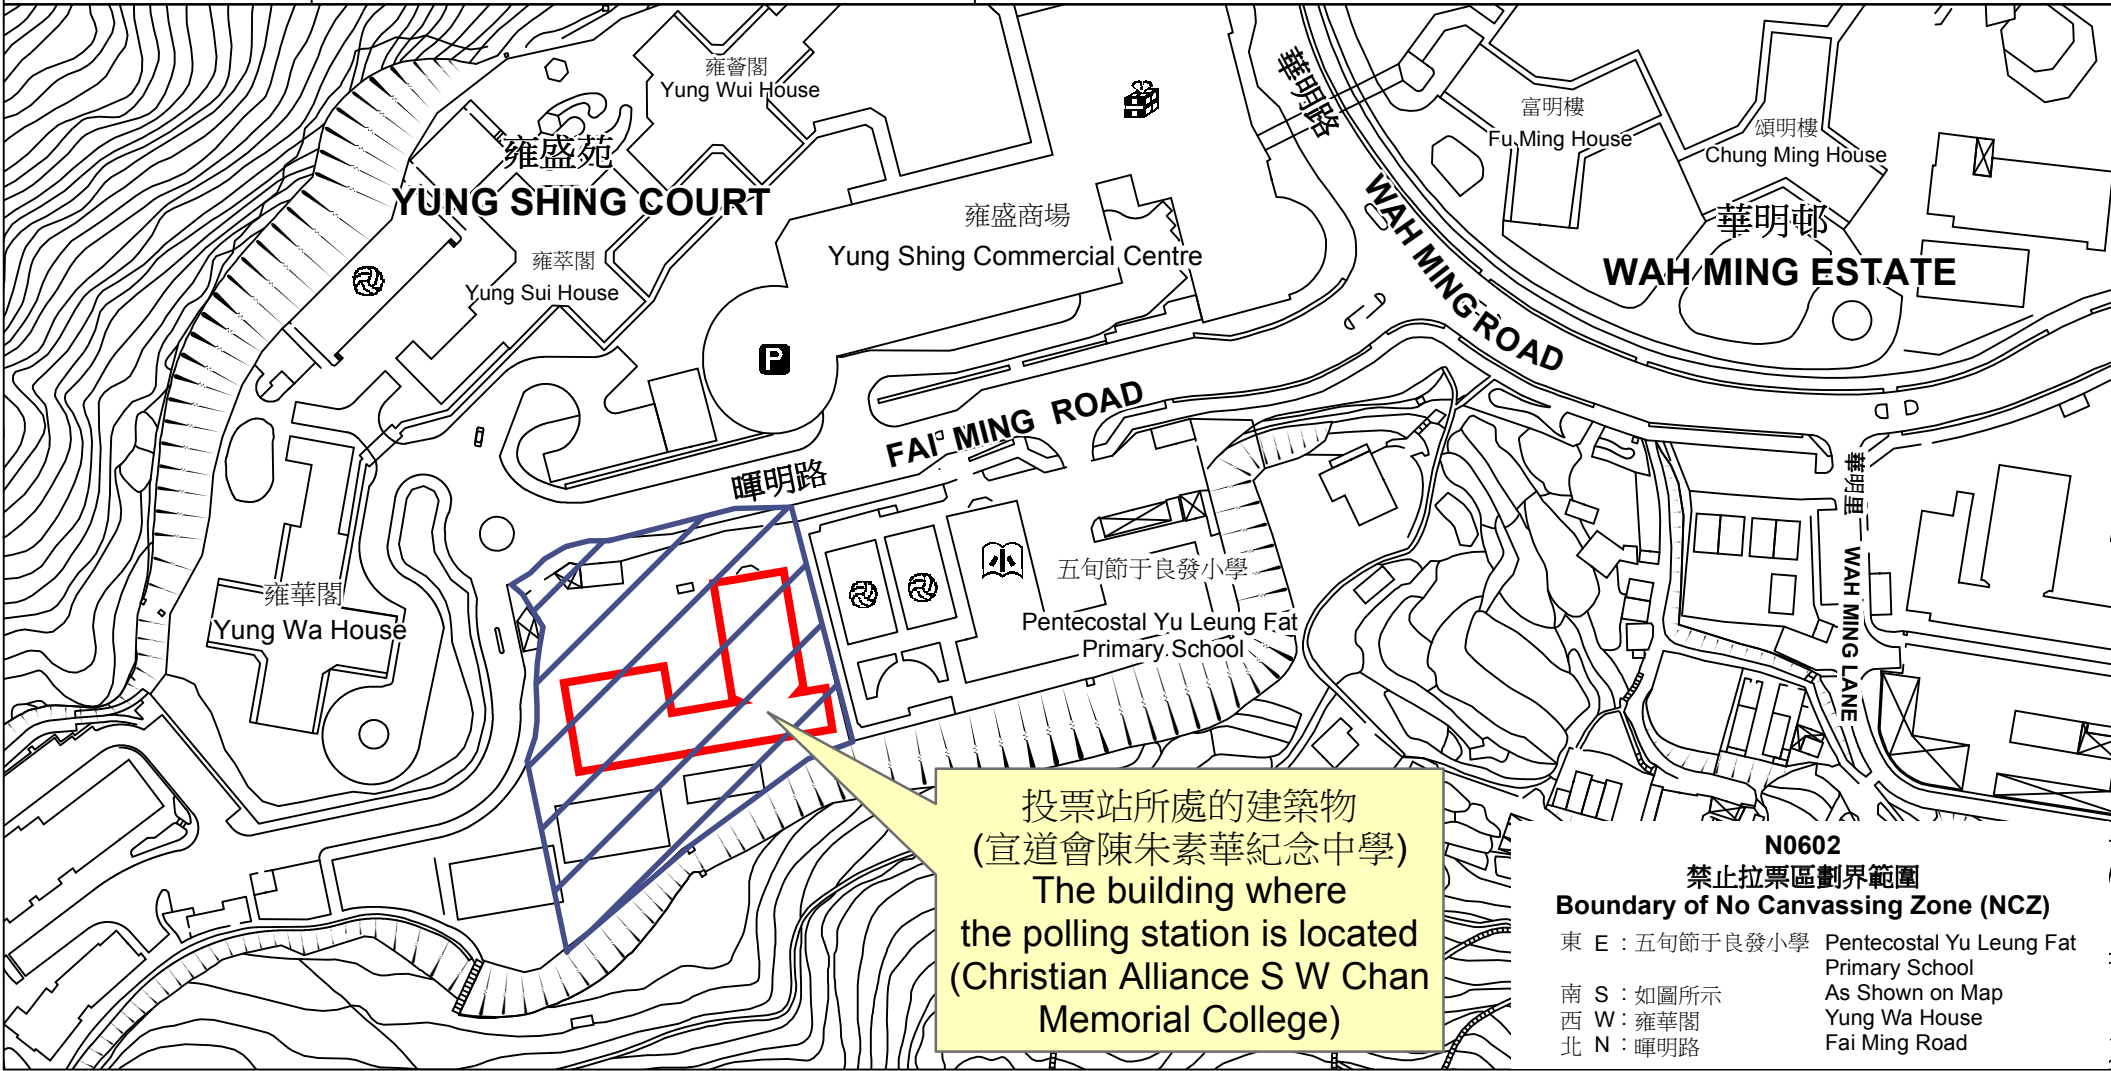 雍薈閣
Yung Wui House
雍盛苑
YUNG SHING COURT
雍萃閣
Yung Sui House
雍盛商場
Yung Shing Commercial Centre
華明路
WAH MING ROAD
富明樓
Fu Ming House
頌明樓
Chung Ming House
華明邨
WAH MING ESTATE
P
FAI MING ROAD
暉明路
華明里
WAH MING LANE
雍華閣
Yung Wa House
小
五旬節于良發小學
Pentecostal Yu Leung Fat
Primary School
投票站所處的建築物
(宣道會陳朱素華紀念中學)
The building where
the polling station is located
(Christian Alliance S W Chan
Memorial College)
N0602
禁止拉票區劃界範圍
Boundary of No Canvassing Zone (NCZ)
東 E : 五旬節于良發小學 Pentecostal Yu Leung Fat
Primary School
南 S : 如圖所示 As Shown on Map
西 W : 雍華閣 Yung Wa House
北 N : 暉明路 Fai Ming Road